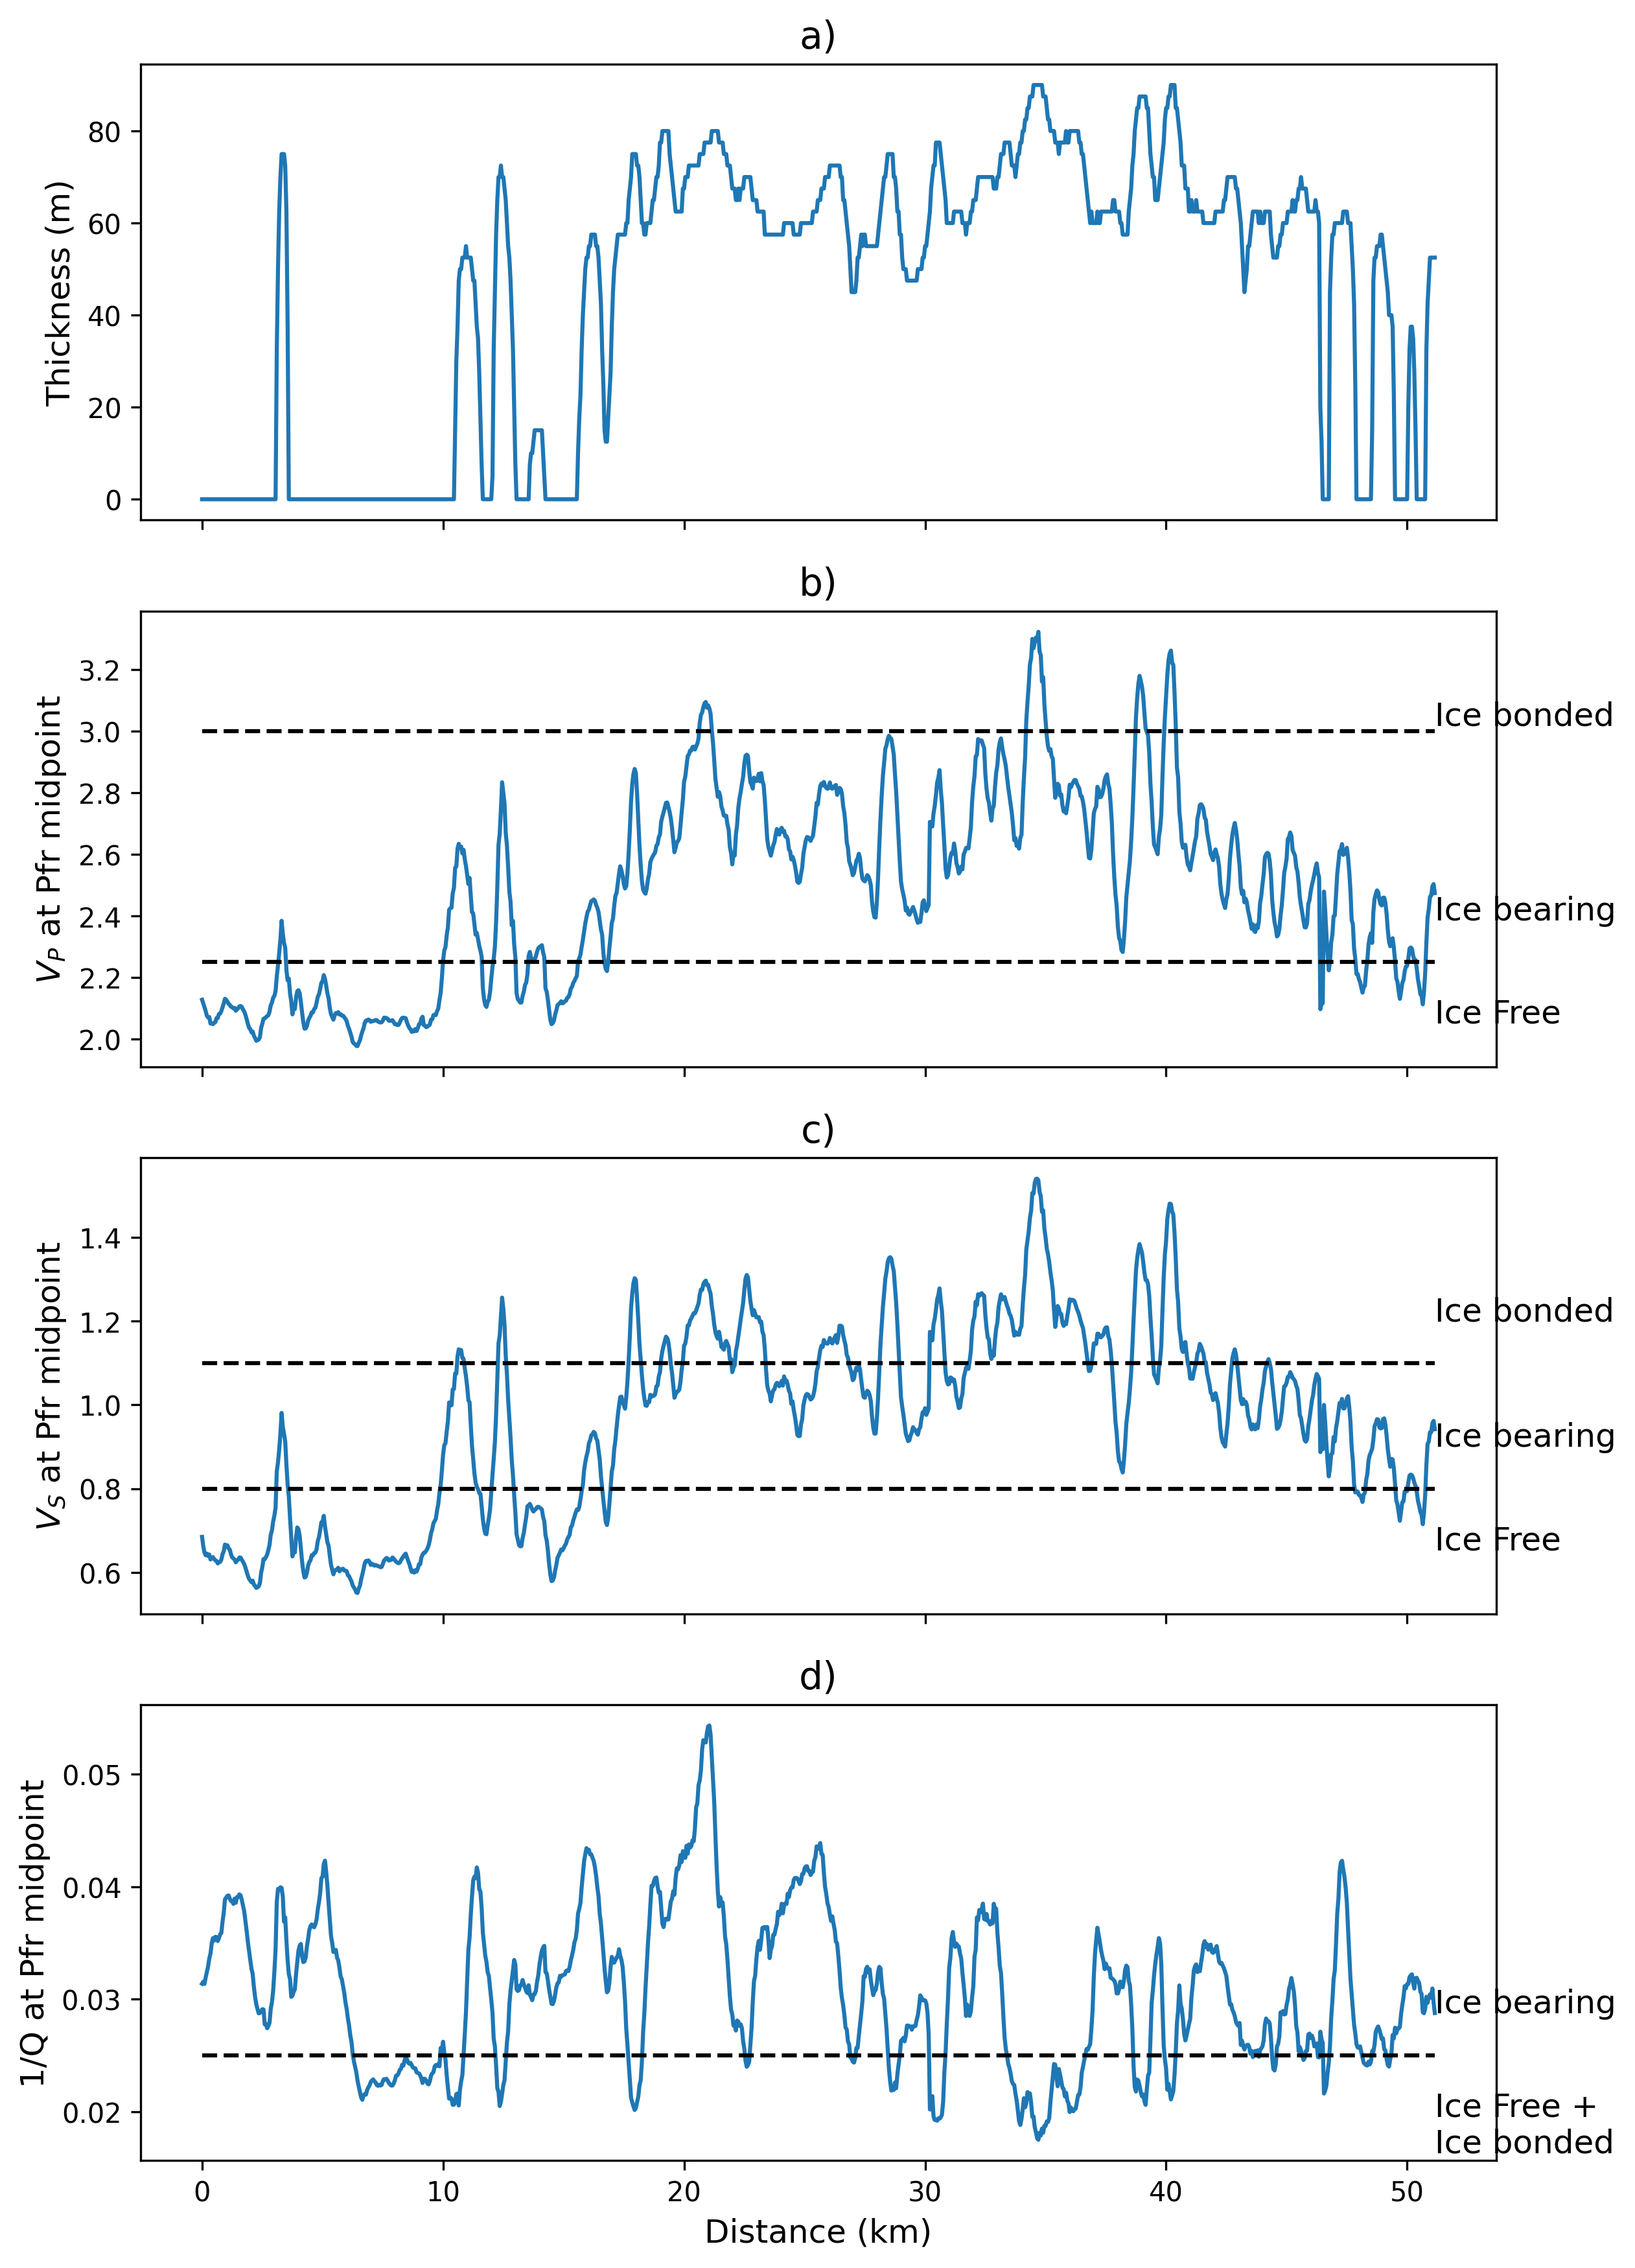 a)
80
60
40
20
0
Thickness (m)
b)
3.2
3.0
2.8
2.6
2.4
2.2
2.0
V_P at Pfr midpoint
Ice bonded
Ice bearing
Ice Free
c)
1.4
1.2
1.0
0.8
0.6
V_S at Pfr midpoint
Ice bonded
Ice bearing
Ice Free
d)
0.05
0.04
0.03
0.02
1/Q at Pfr midpoint
Ice bearing
Ice Free +
Ice bonded
0 10 20 30 40 50
Distance (km)